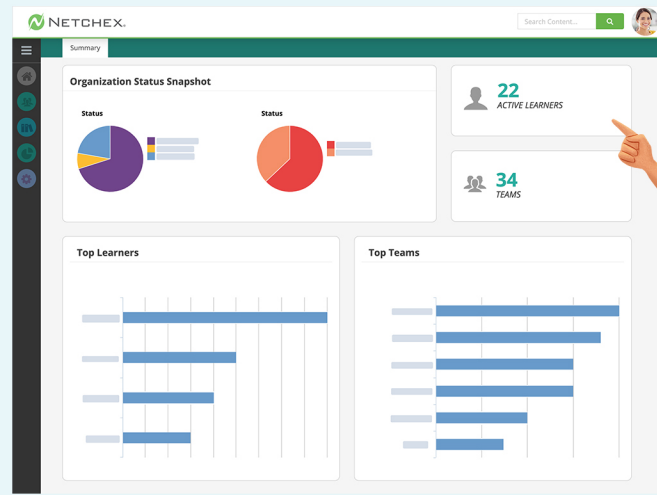 NETCHEX.
Search Content...
Summary
Organization Status Snapshot
Status
Status
22
ACTIVE LEARNERS
34
TEAMS
Top Learners
Top Teams